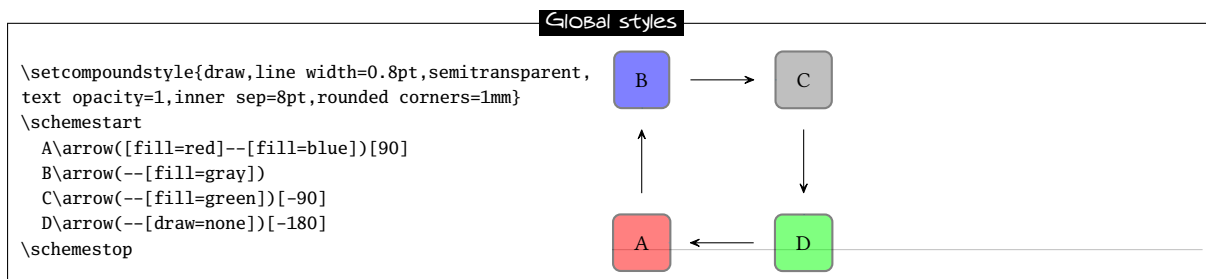 Global styles
\setcompoundstyle{draw,line width=0.8pt,semitransparent,
text opacity=1,inner sep=8pt,rounded corners=1mm}
\schemestart
A\arrow([fill=red]--[fill=blue])[90]
B\arrow(--[fill=gray])
C\arrow(--[fill=green])[-90]
D\arrow(--[draw=none])[-180]
\schemestop
B C
A D